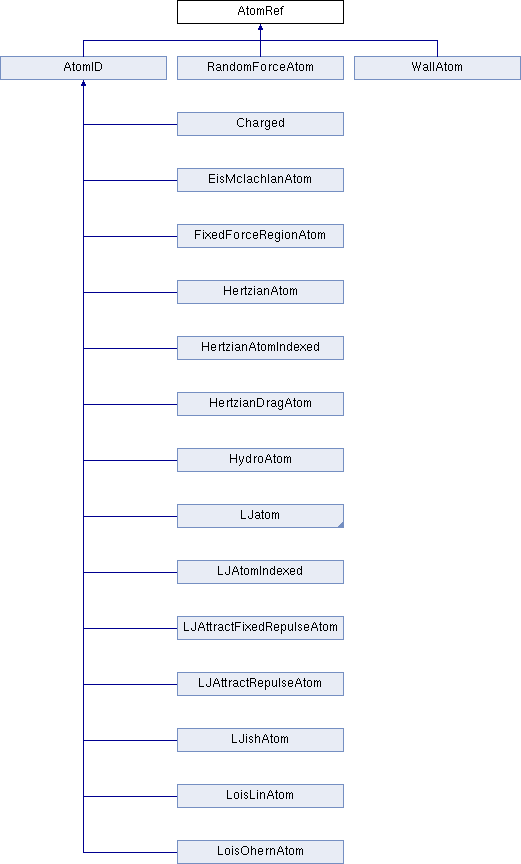 AtomRef
AtomID
RandomForceAtom
WallAtom
Charged
EisMclachlanAtom
FixedForceRegionAtom
HertzianAtom
HertzianAtomIndexed
HertzianDragAtom
HydroAtom
LJatom
LJAtomIndexed
LJAttractFixedRepulseAtom
LJAttractRepulseAtom
LJishAtom
LoisLinAtom
LoisOhernAtom